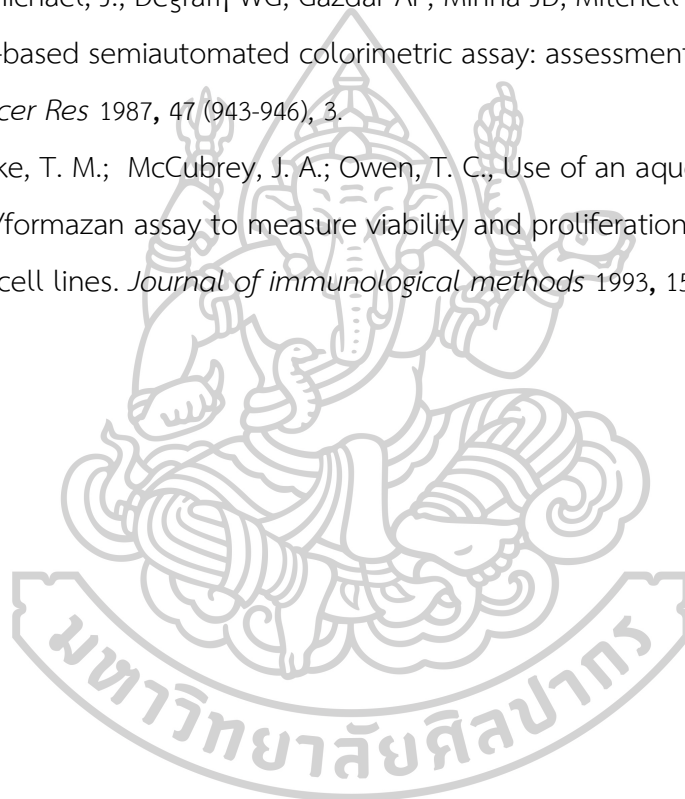 michael, J.; Degraff WG, Gazdar AF, Minna JD, Mitchell
-based semiautomated colorimetric assay: assessment
cer Res 1987, 47 (943-946), 3.
ke, T. M.; McCubrey, J. A.; Owen, T. C., Use of an aqu
/formazan assay to measure viability and proliferation
cell lines. Journal of immunological methods 1993, 15
มหาวิทยาลัยศิลปากร